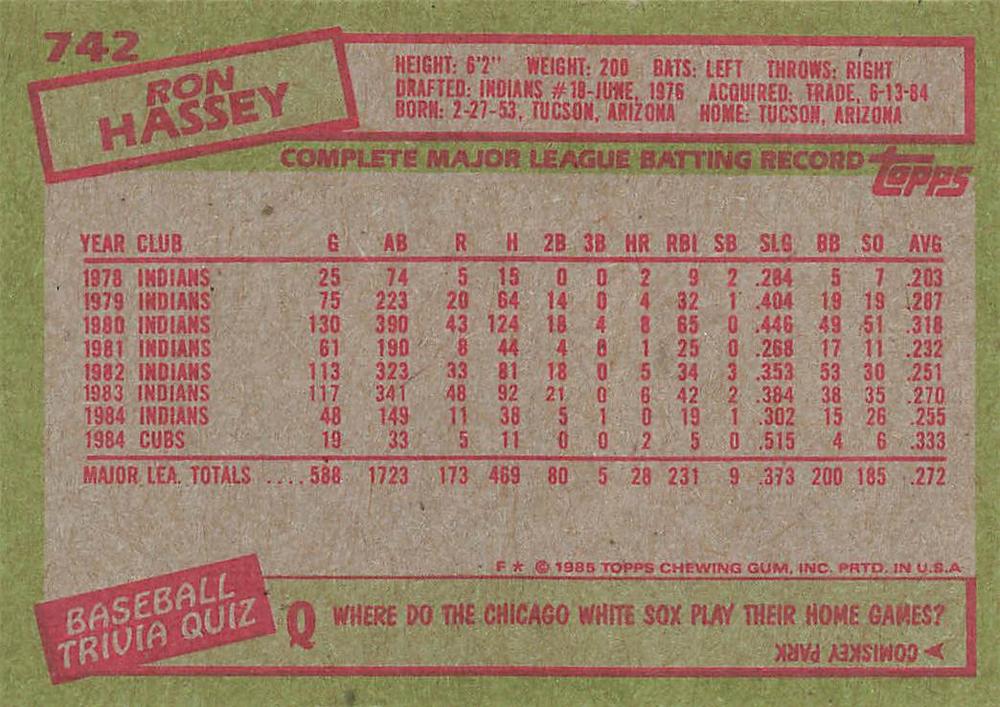 742
RON
HASSEY
HEIGHT: 6'2" WEIGHT: 200 BATS: LEFT THROWS: RIGHT
DRAFTED: INDIANS #18-JUNE, 1976 ACQUIRED: TRADE, 6-13-84
BORN: 2-27-53, TUCSON, ARIZONA HOME: TUCSON, ARIZONA
COMPLETE MAJOR LEAGUE BATTING RECORD topps
YEAR CLUB G AB R H 2B 3B HR RBI SB SLG BB SO AVG
1978 INDIANS 25 74 5 15 0 0 2 9 2 .284 5 7 .203
1979 INDIANS 75 223 20 64 14 0 4 32 1 .404 19 19 .287
1980 INDIANS 130 390 43 124 18 4 8 65 0 .446 49 51 .318
1981 INDIANS 61 190 8 44 4 0 1 25 0 .268 17 11 .232
1982 INDIANS 113 323 33 81 18 0 5 34 3 .353 53 30 .251
1983 INDIANS 117 341 48 92 21 0 6 42 2 .384 38 35 .270
1984 INDIANS 48 149 11 38 5 1 0 19 1 .302 15 26 .255
1984 CUBS 19 33 5 11 0 0 2 5 0 .515 4 6 .333
MAJOR LEA. TOTALS ....588 1723 173 469 80 5 28 231 9 .373 200 185 .272
F * © 1985 TOPPS CHEWING GUM, INC. PRTD. IN U.S.A
BASEBALL
TRIVIA QUIZ
Q WHERE DO THE CHICAGO WHITE SOX PLAY THEIR HOME GAMES?
COMISKEY PARK